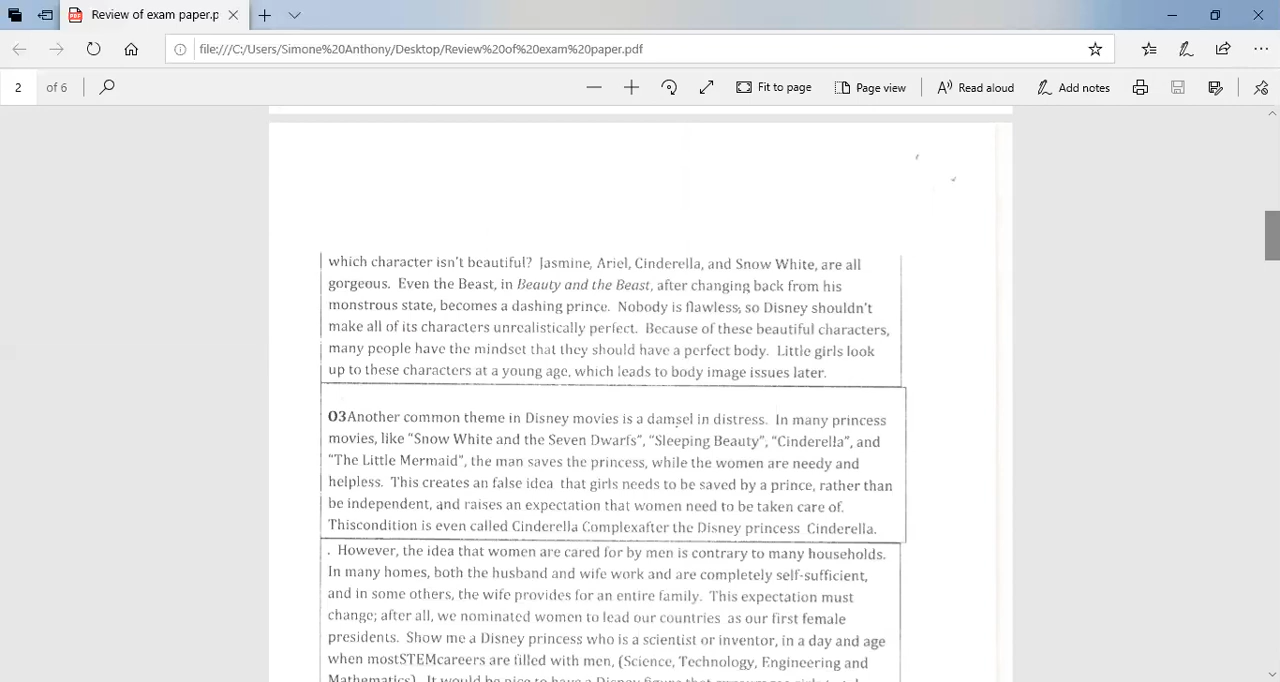 Review of exam paper.p
file:///C:/Users/Simone%20Anthony/Desktop/Review%20of%20exam%20paper.pdf
2 of 6 Fit to page Page view Read aloud Add notes
which character isn't beautiful? Jasmine, Ariel, Cinderella, and Snow White, are all
gorgeous. Even the Beast, in Beauty and the Beast, after changing back from his
monstrous state, becomes a dashing prince. Nobody is flawless, so Disney shouldn't
make all of its characters unrealistically perfect. Because of these beautiful characters,
many people have the mindset that they should have a perfect body. Little girls look
up to these characters at a young age, which leads to body image issues later.
03Another common theme in Disney movies is a damsel in distress. In many princess
movies, like "Snow White and the Seven Dwarfs", "Sleeping Beauty", "Cinderella", and
"The Little Mermaid", the man saves the princess, while the women are needy and
helpless. This creates an false idea that girls needs to be saved by a prince, rather than
be independent, and raises an expectation that women need to be taken care of.
Thiscondition is even called Cinderella Complexafter the Disney princess Cinderella.
. However, the idea that women are cared for by men is contrary to many households.
In many homes, both the husband and wife work and are completely self-sufficient,
and in some others, the wife provides for an entire family. This expectation must
change; after all, we nominated women to lead our countries as our first female
presidents. Show me a Disney princess who is a scientist or inventor, in a day and age
when mostSTEMcareers are filled with men, (Science, Technology, Engineering and
Mathematics). It would be nice to have a Disney figure that